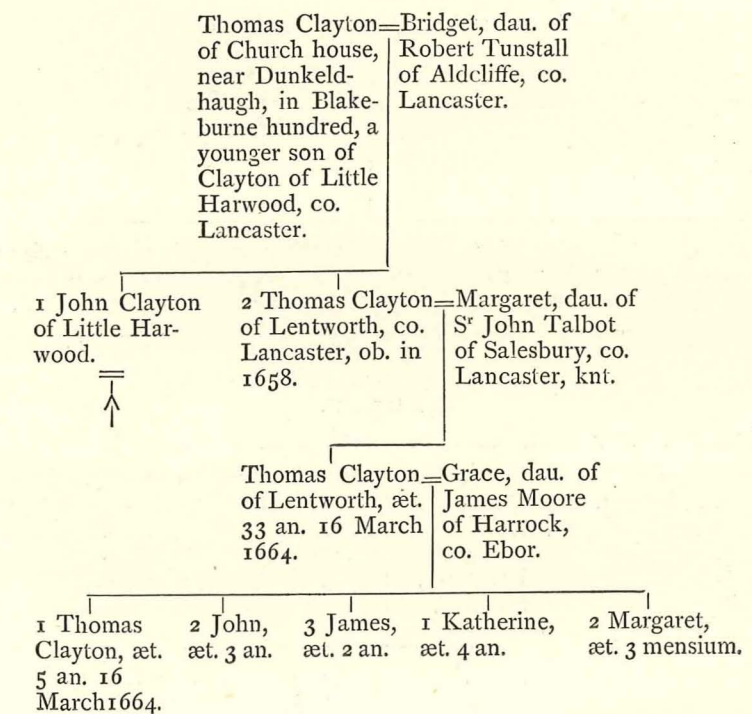 Thomas Clayton=Bridget, dau. of
of Church house,
near Dunkeld-
haugh, in Blake-
burne hundred, a
younger son of
Clayton of Little
Harwood, co.
Lancaster.
Robert Tunstall
of Aldcliffe, co.
Lancaster.
1 John Clayton
of Little Har-
wood.
2 Thomas Clayton=Margaret, dau. of
of Lentworth, co.
Lancaster, ob. in
1658.
Sʳ John Talbot
of Salesbury, co.
Lancaster, knt.
Thomas Clayton=Grace, dau. of
of Lentworth, æt.
33 an. 16 March
1664.
James Moore
of Harrock,
co. Ebor.
1 Thomas
Clayton, æt.
5 an. 16
March1664.
2 John,
æt. 3 an.
3 James,
æt. 2 an.
1 Katherine,
æt. 4 an.
2 Margaret,
æt. 3 mensium.